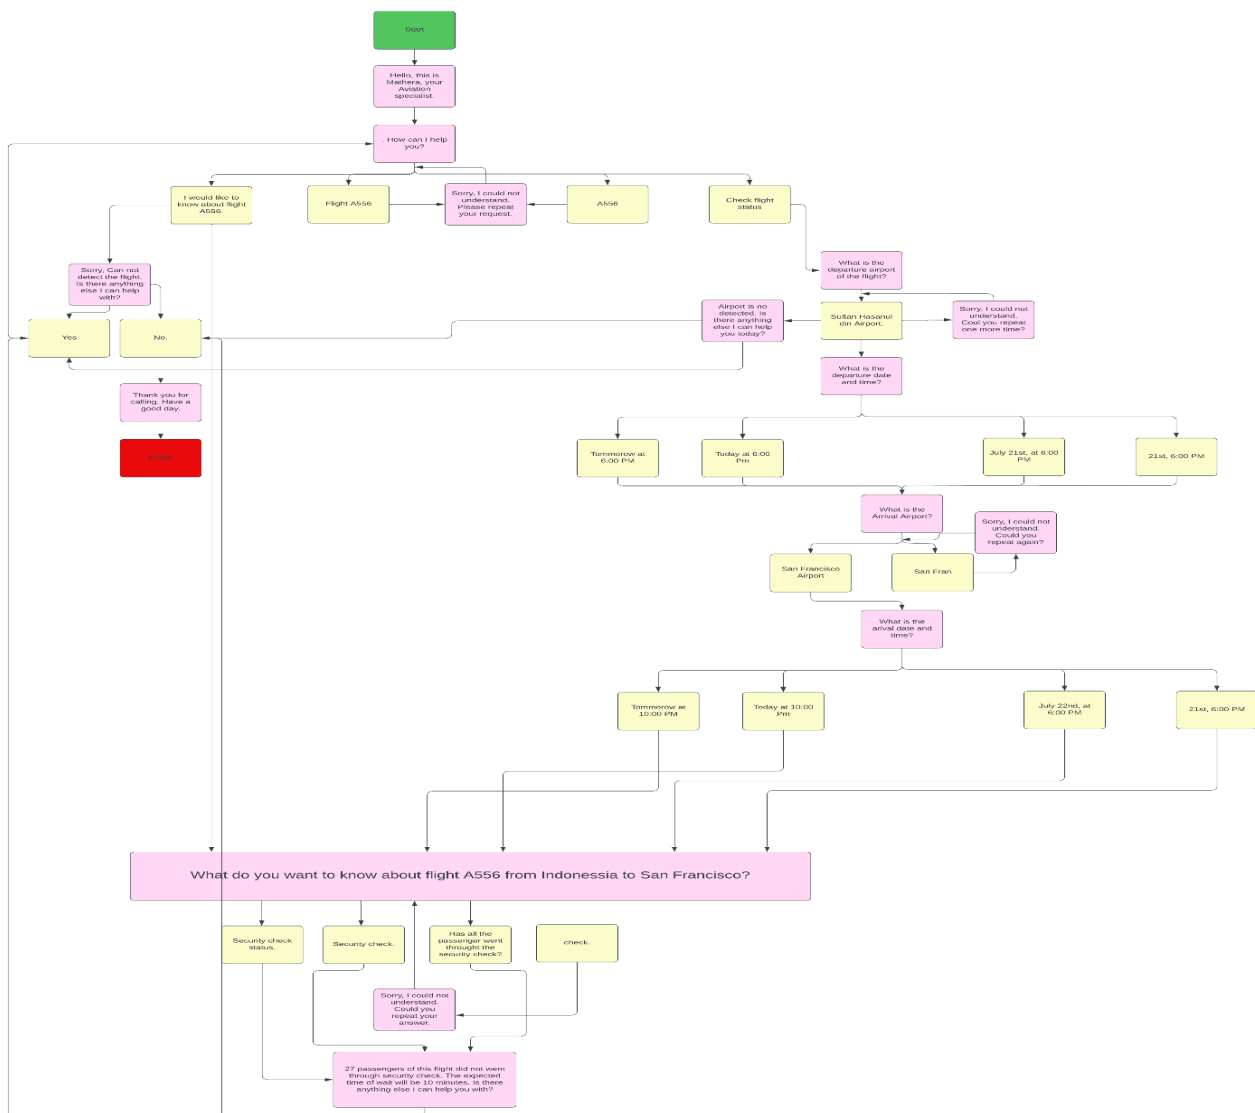 Start
Hello, this is
Mathera, your
Aviation
specialist.
. How can I help
you?
I would like to
know about flight
A556.
Flight A556
Sorry, I could not
understand.
Please repeat
your request.
A556
Check flight
status
What is the
departure airport
of the flight?
Sorry, Can not
detect the flight.
Is there anything
else I can help
with?
Airport is no
detected. Is
there anything
else I can help
you today?
Sultan Hasanul
din Airport.
Sorry, I could not
understand.
Coul you repeat
one more time?
Yes
No.
What is the
departure date
and time?
Thank you for
calling. Have a
good day.
Tommorow at
6:00 PM
Today at 6:00
Pm
July 21st, at 6:00
PM
21st, 6:00 PM
What is the
Arrival Airport?
Sorry, I could not
understand.
Could you
repeat again?
San Francisco
Airport
San Fran
What is the
arival date and
time?
Tommorow at
10:00 PM
Today at 10:00
Pm
July 22nd, at
6:00 PM
21st, 6:00 PM
What do you want to know about flight A556 from Indonessia to San Francisco?
Security check
status.
Security check.
Has all the
passenger went
throught the
security check?
check.
Sorry, I could not
understand.
Could you
repeat your
answer.
27 passengers of this flight did not went
through security check. The expected
time of wait will be 10 minutes. Is there
anything else I can help you with?